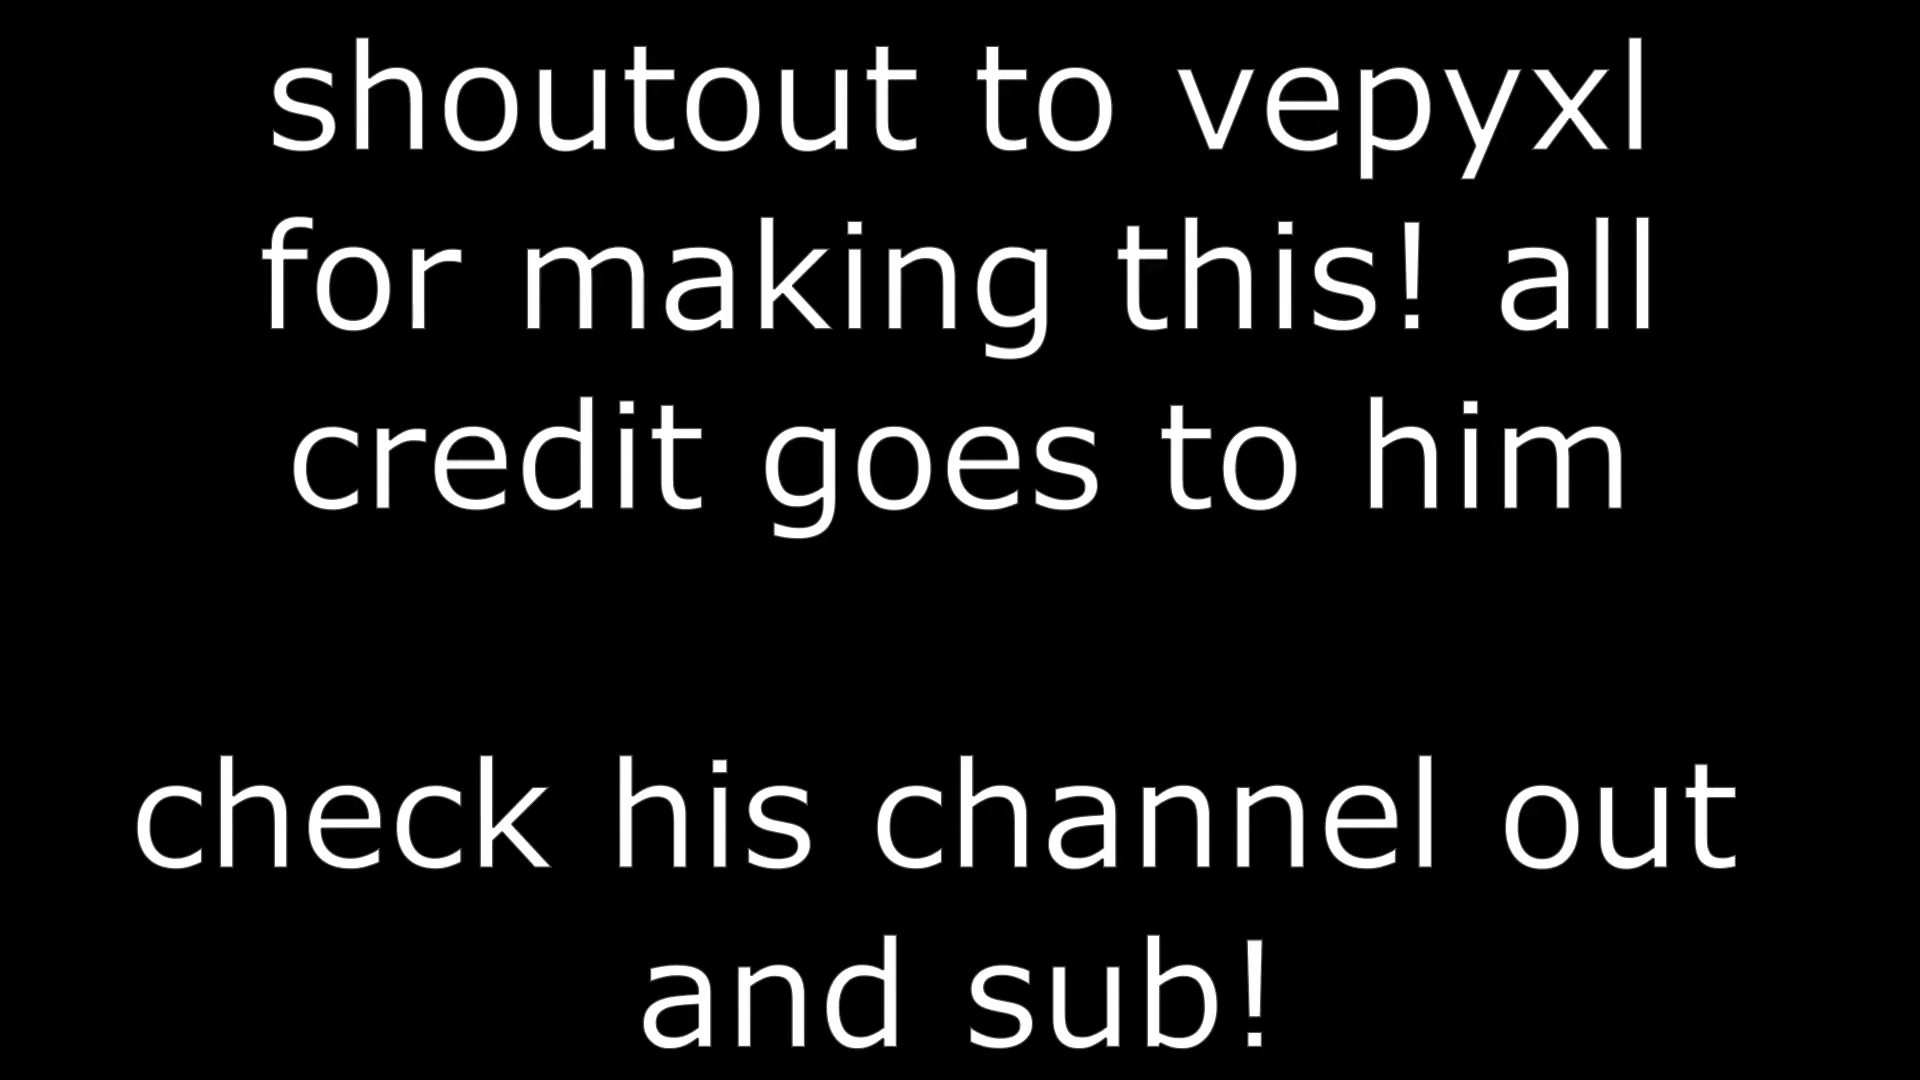 shoutout to vepyxl
for making this! all
credit goes to him
check his channel out
and sub!